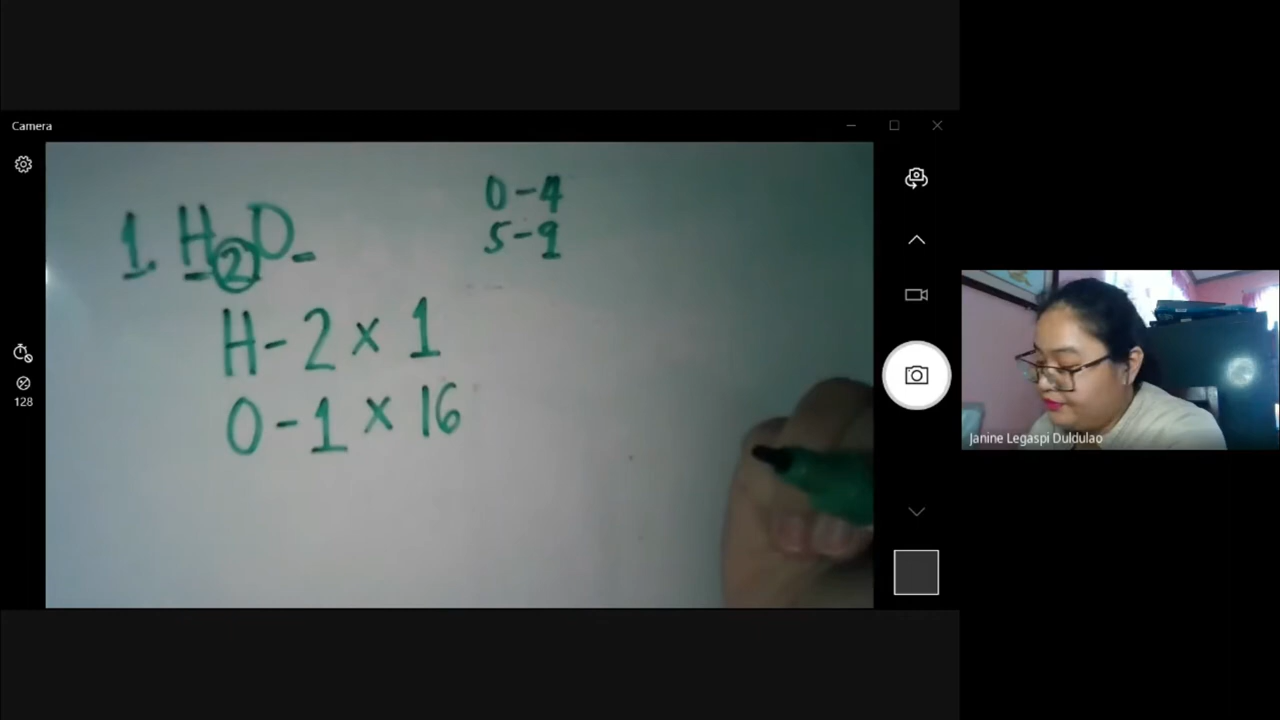 Camera
1. H2O
0-4
5-9
H-2 x 1
O-1 x 16
128
Janine Legaspi Duldulao